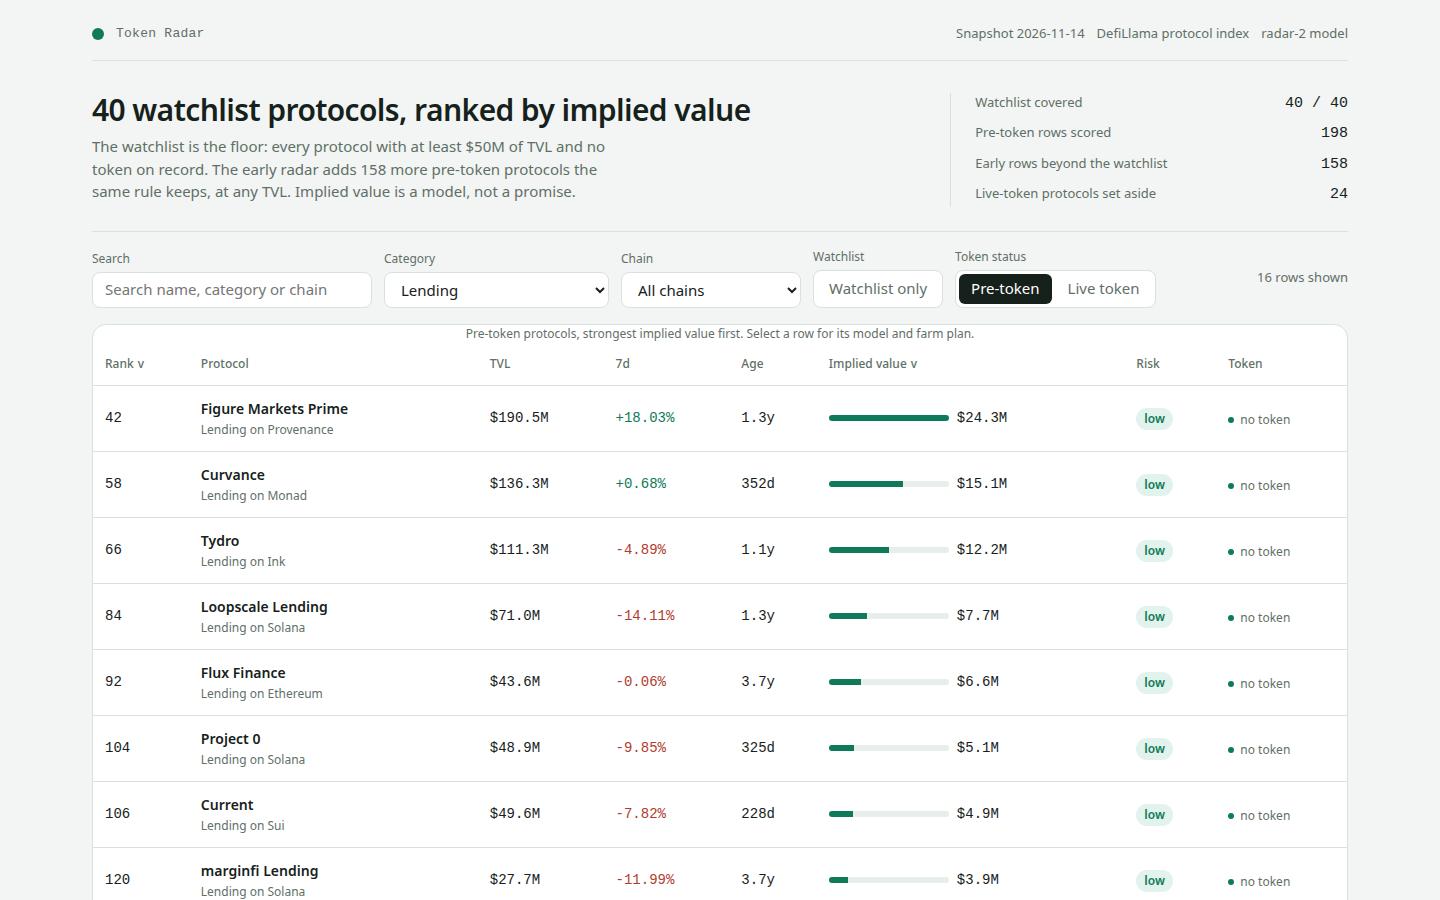 Token Radar
Snapshot 2026-11-14 DefiLlama protocol index radar-2 model
40 watchlist protocols, ranked by implied value
The watchlist is the floor: every protocol with at least $50M of TVL and no
token on record. The early radar adds 158 more pre-token protocols the
same rule keeps, at any TVL. Implied value is a model, not a promise.
Watchlist covered 40 / 40
Pre-token rows scored 198
Early rows beyond the watchlist 158
Live-token protocols set aside 24
Search Category Chain Watchlist Token status
Search name, category or chain Lending All chains Watchlist only Pre-token Live token 16 rows shown
Pre-token protocols, strongest implied value first. Select a row for its model and farm plan.
Rank v Protocol TVL 7d Age Implied value v Risk Token
42 Figure Markets Prime $190.5M +18.03% 1.3y $24.3M low no token
Lending on Provenance
58 Curvance $136.3M +0.68% 352d $15.1M low no token
Lending on Monad
66 Tydro $111.3M -4.89% 1.1y $12.2M low no token
Lending on Ink
84 Loopscale Lending $71.0M -14.11% 1.3y $7.7M low no token
Lending on Solana
92 Flux Finance $43.6M -0.06% 3.7y $6.6M low no token
Lending on Ethereum
104 Project 0 $48.9M -9.85% 325d $5.1M low no token
Lending on Solana
106 Current $49.6M -7.82% 228d $4.9M low no token
Lending on Sui
120 marginfi Lending $27.7M -11.99% 3.7y $3.9M low no token
Lending on Solana